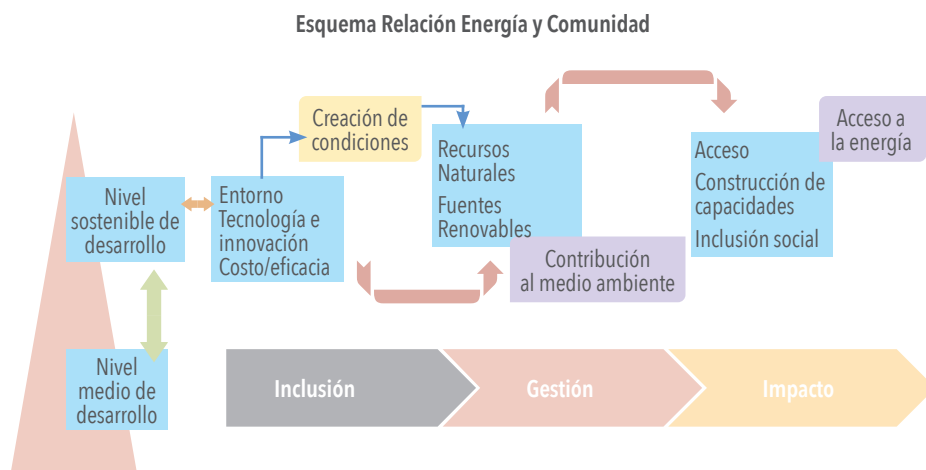 Esquema Relación Energía y Comunidad
Creación de
condiciones
Acceso a
la energía
Recursos
Naturales
Fuentes
Renovables
Acceso
Construcción de
capacidades
Inclusión social
Nivel
sostenible de
desarrollo
Entorno
Tecnología e
innovación
Costo/eficacia
Contribución
al medio ambiente
Nivel
medio de
desarrollo
Inclusión
Gestión
Impacto